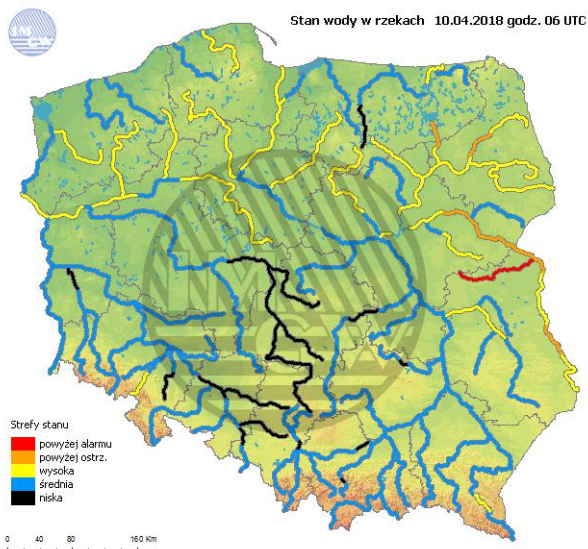 Stan wody w rzekach 10.04.2018 godz. 06 UTC
Strefy stanu
powyżej alarmu
powyżej ostrz.
wysoka
średnia
niska
0 40 80 160 Km